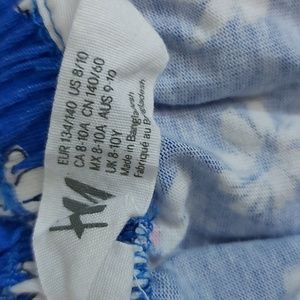 H&M
EUR 134/140 US 8/10
CA 8-10A CN 140/60
MX 8-10A AUS 9-10
UK 8-10Y
Made in Bangladesh
Fabriqué au Bangladesh